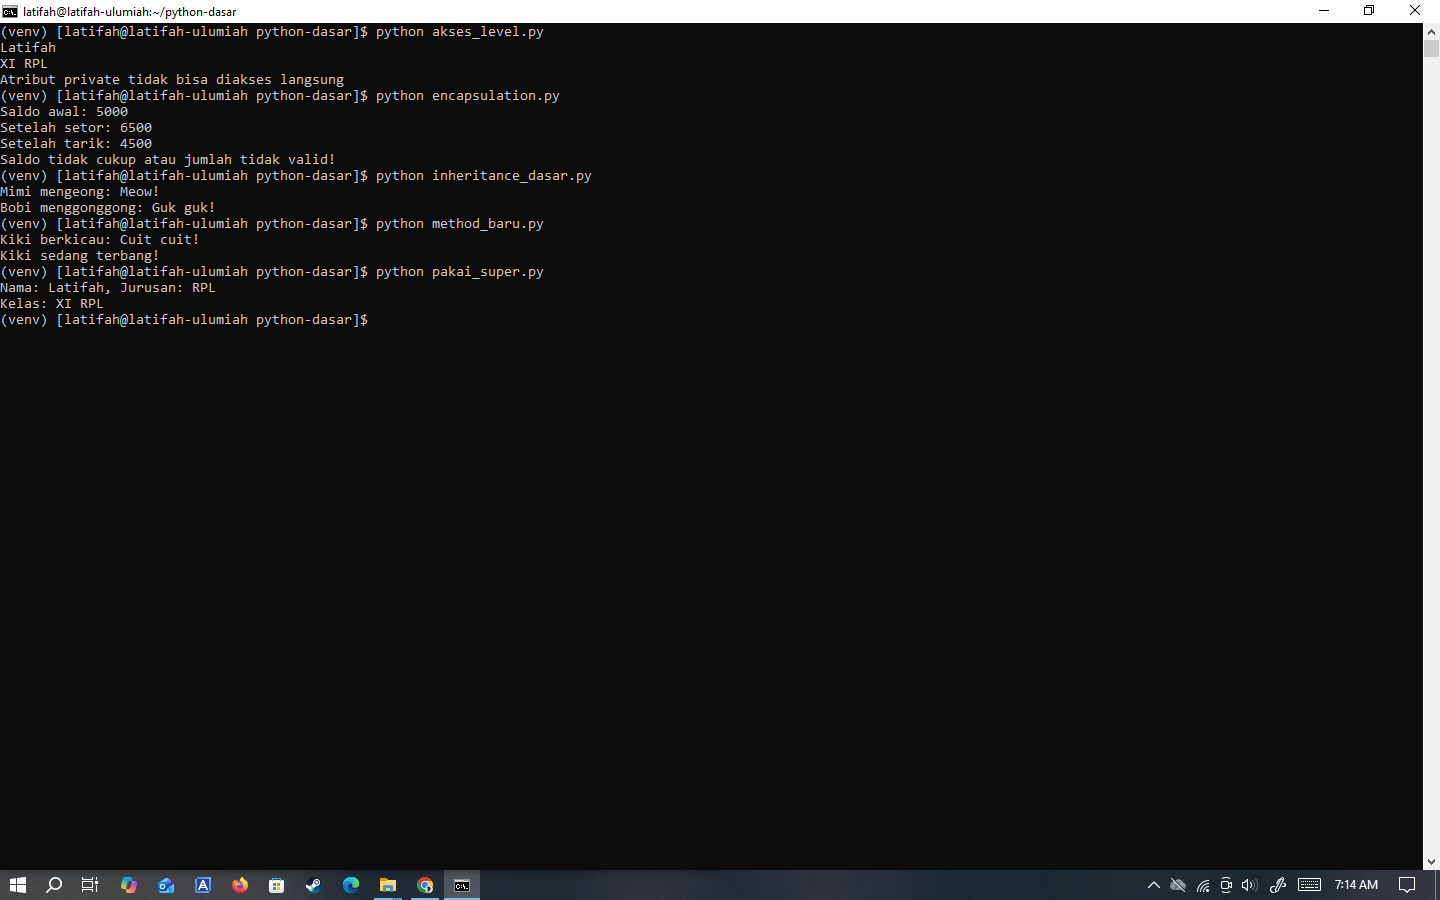 latifah@latifah-ulumiah:~/python-dasar
(venv) [latifah@latifah-ulumiah python-dasar]$ python akses_level.py
Latifah
XI RPL
Atribut private tidak bisa diakses langsung
(venv) [latifah@latifah-ulumiah python-dasar]$ python encapsulation.py
Saldo awal: 5000
Setelah setor: 6500
Setelah tarik: 4500
Saldo tidak cukup atau jumlah tidak valid!
(venv) [latifah@latifah-ulumiah python-dasar]$ python inheritance_dasar.py
Mimi mengeong: Meow!
Bobi menggonggong: Guk guk!
(venv) [latifah@latifah-ulumiah python-dasar]$ python method_baru.py
Kiki berkicau: Cuit cuit!
Kiki sedang terbang!
(venv) [latifah@latifah-ulumiah python-dasar]$ python pakai_super.py
Nama: Latifah, Jurusan: RPL
Kelas: XI RPL
(venv) [latifah@latifah-ulumiah python-dasar]$
7:14 AM